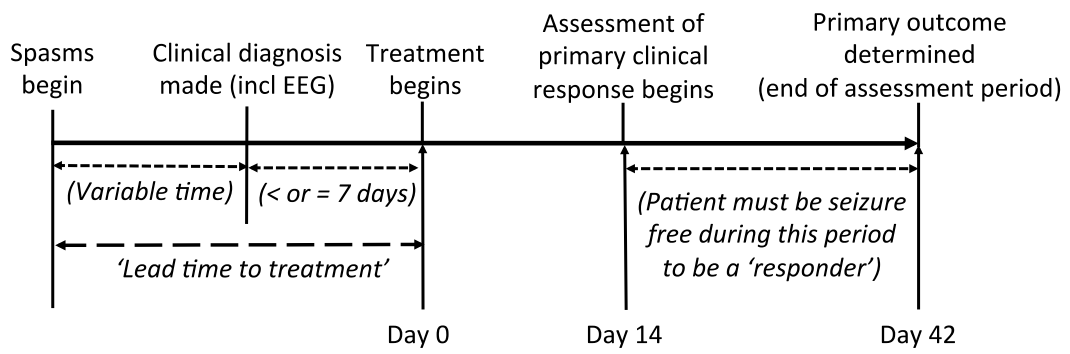 Spasms
begin
Clinical diagnosis
made (incl EEG)
Treatment
begins
Assessment of
primary clinical
response begins
Primary outcome
determined
(end of assessment period)
(Variable time)
(< or = 7 days)
(Patient must be seizure
free during this period
to be a ‘responder’)
‘Lead time to treatment’
Day 0
Day 14
Day 42